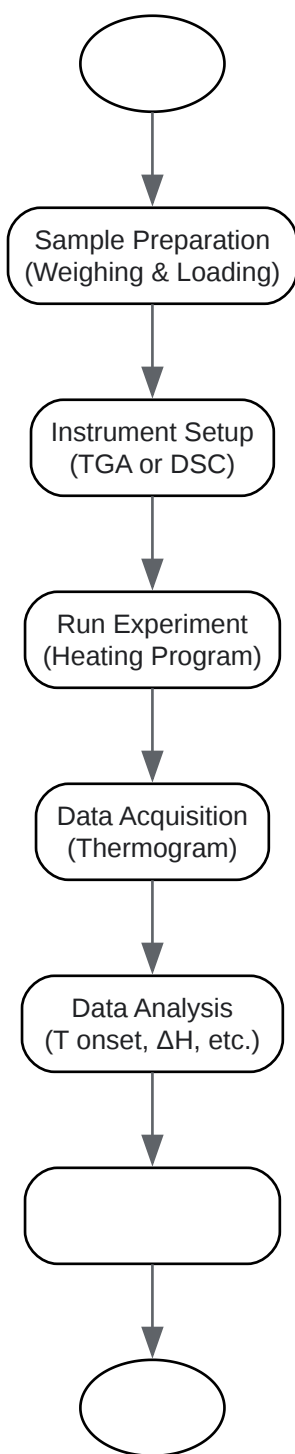 Sample Preparation
(Weighing & Loading)
Instrument Setup
(TGA or DSC)
Run Experiment
(Heating Program)
Data Acquisition
(Thermogram)
Data Analysis
(T onset, ΔH, etc.)